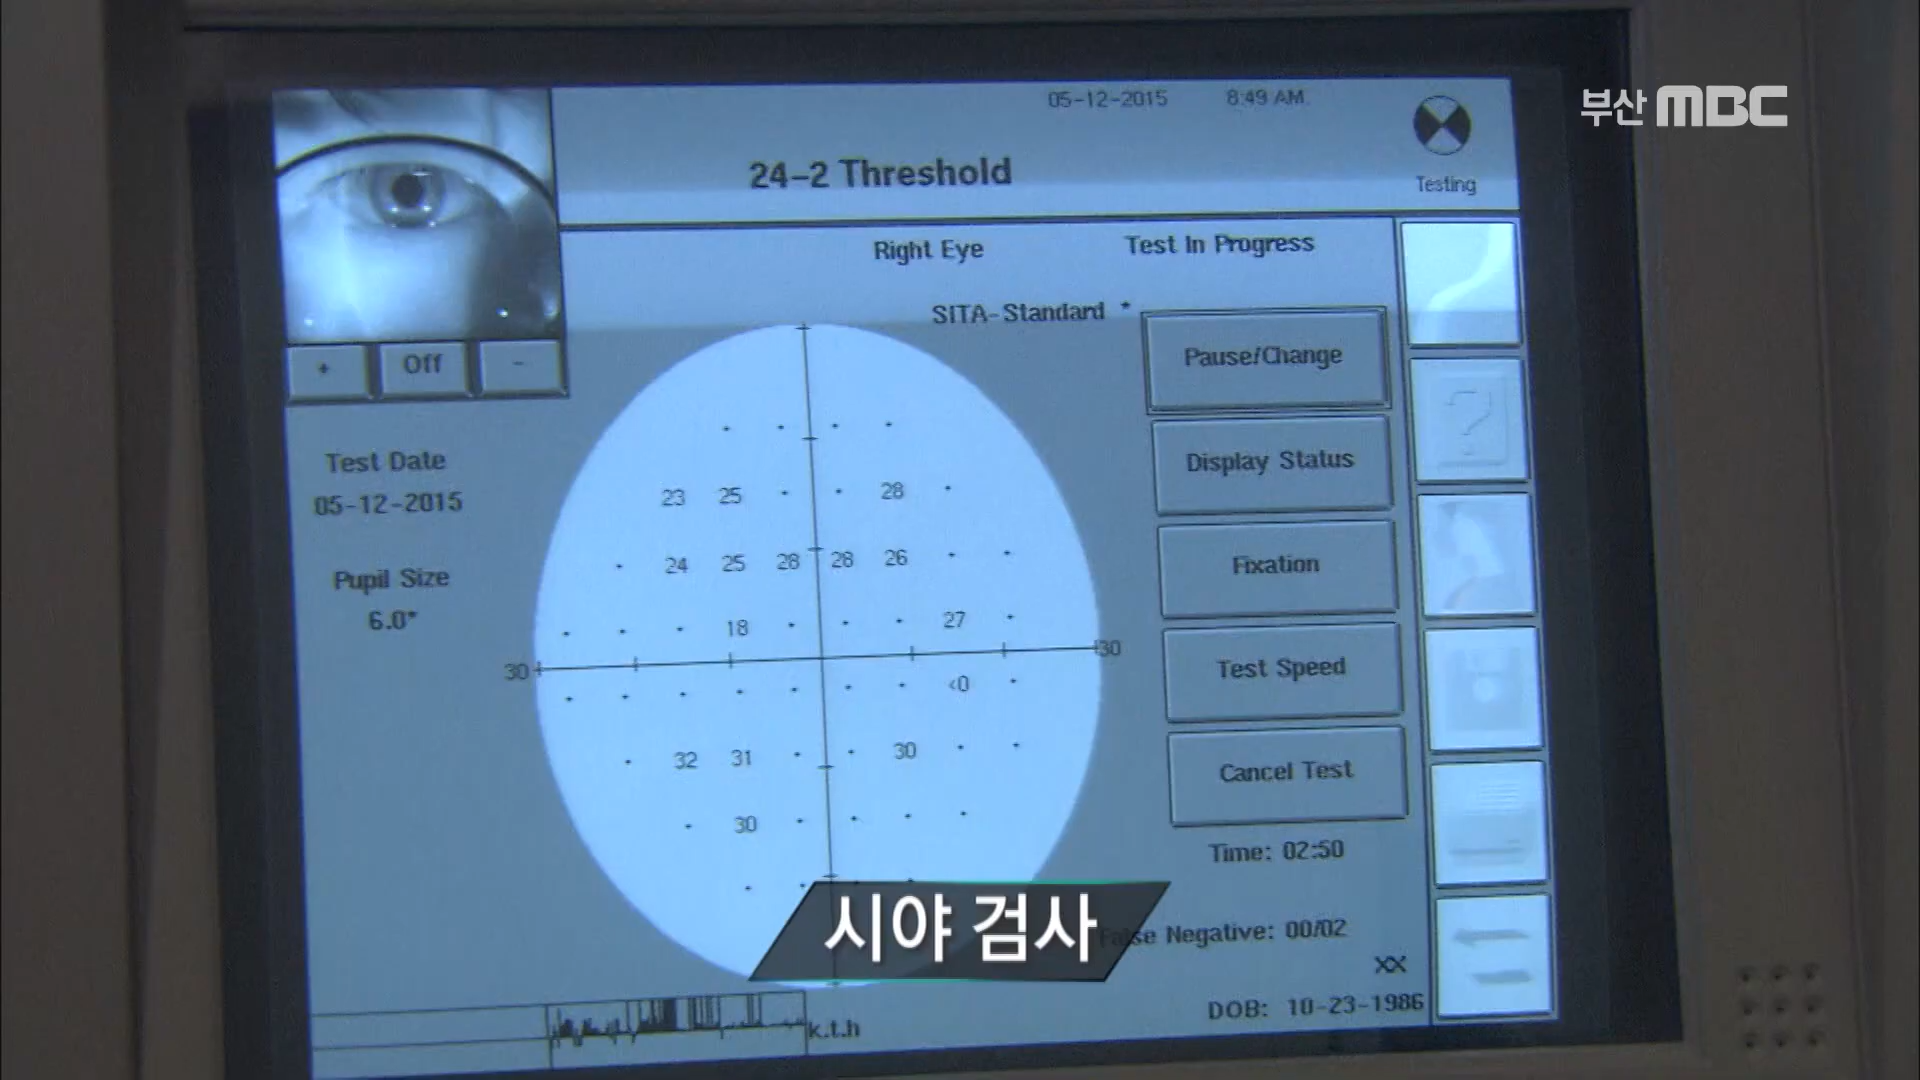 05-12-2015 8:49 AM
부산 MBC
24-2 Threshold
Testing
Right Eye Test In Progress
SITA-Standard *
+ Off -
Pause/Change
Display Status
Fixation
Test Speed
Cancel Test
Test Date
05-12-2015
Pupil Size
6.0*
23 25 28
24 25 28 28 26
18 27
30 30
<0
32 31 30
30
Time: 02:50
False Negative: 00/02
XX
DOB: 10-23-1986
시야 검사
k.t.h